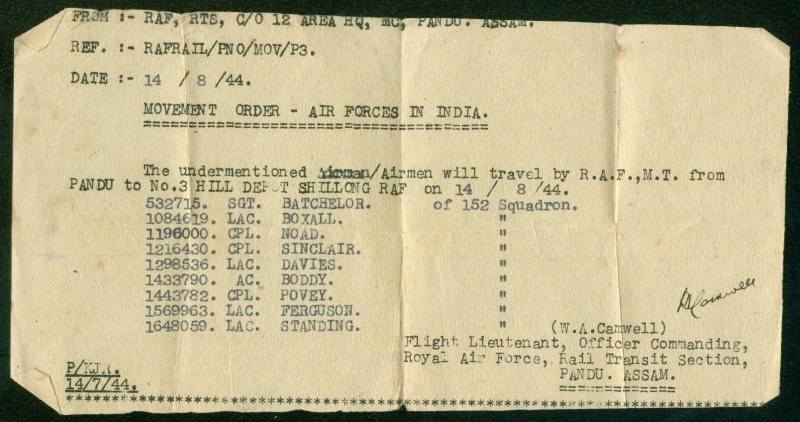 FROM :- RAF, RTS, C/O 12 AREA HQ, MC, PANDU. ASSAM.
REF. :- RAFRAIL/PNO/MOV/P3.
DATE :- 14 / 8 /44.
MOVEMENT ORDER - AIR FORCES IN INDIA.
The undermentioned Airman/Airmen will travel by R.A.F.,M.T. from
PANDU to No.3 HILL DEPOT SHILLONG RAF on 14 / 8 /44.
532715. SGT. BATCHELOR. of 152 Squadron.
1084619. LAC. BOXALL. "
1196000. CPL. NOAD. "
1216430. CPL. SINCLAIR. "
1298536. LAC. DAVIES. "
1433790. AC. BODDY. "
1443782. CPL. POVEY. "
1569963. LAC. FERGUSON. "
1648059. LAC. STANDING. "
WCamwell
(W.A.Camwell)
Flight Lieutenant, Officer Commanding,
Royal Air Force, Rail Transit Section,
PANDU. ASSAM.
P/KJR.
14/7/44.